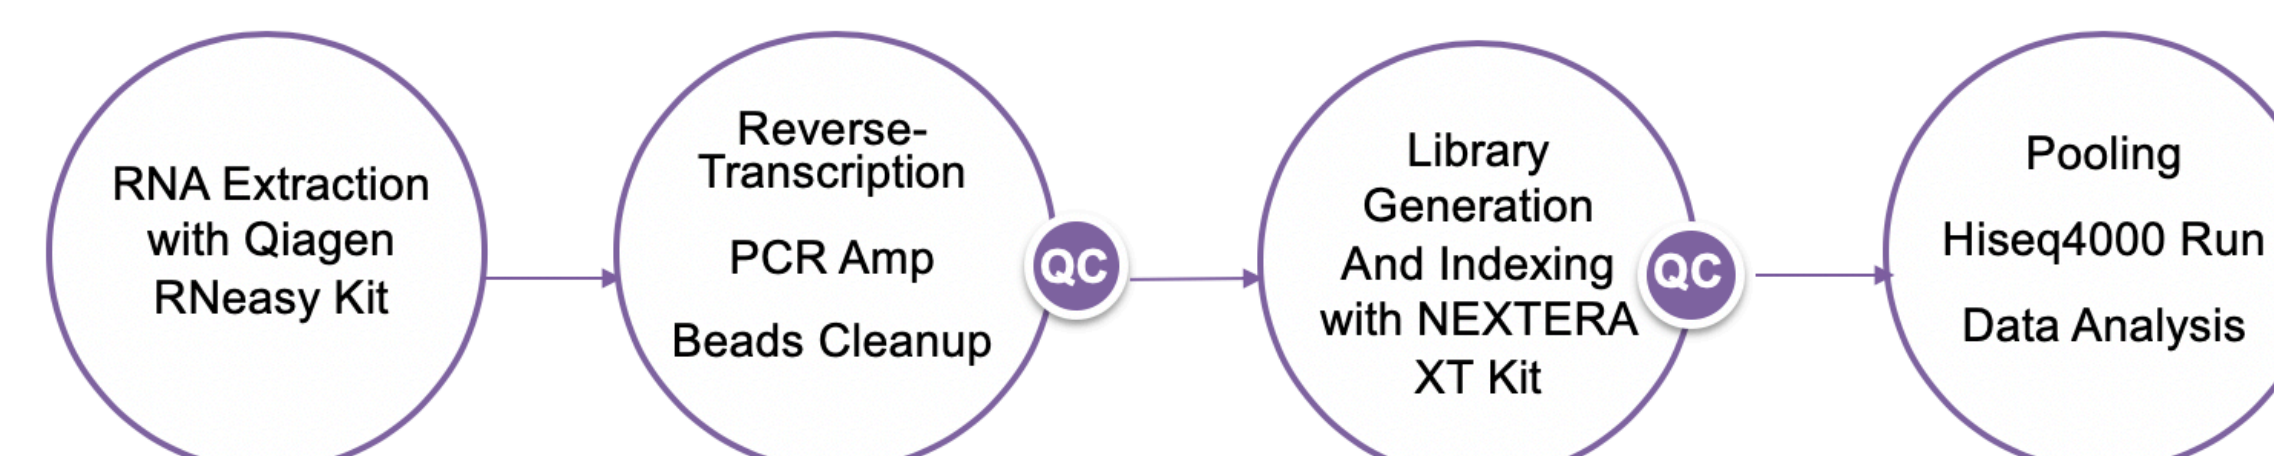 RNA Extraction
with Qiagen
RNeasy Kit
Reverse-
Transcription
PCR Amp
Beads Cleanup
QC
Library
Generation
And Indexing
with NEXTERA
XT Kit
QC
Pooling
Hiseq4000 Run
Data Analysis